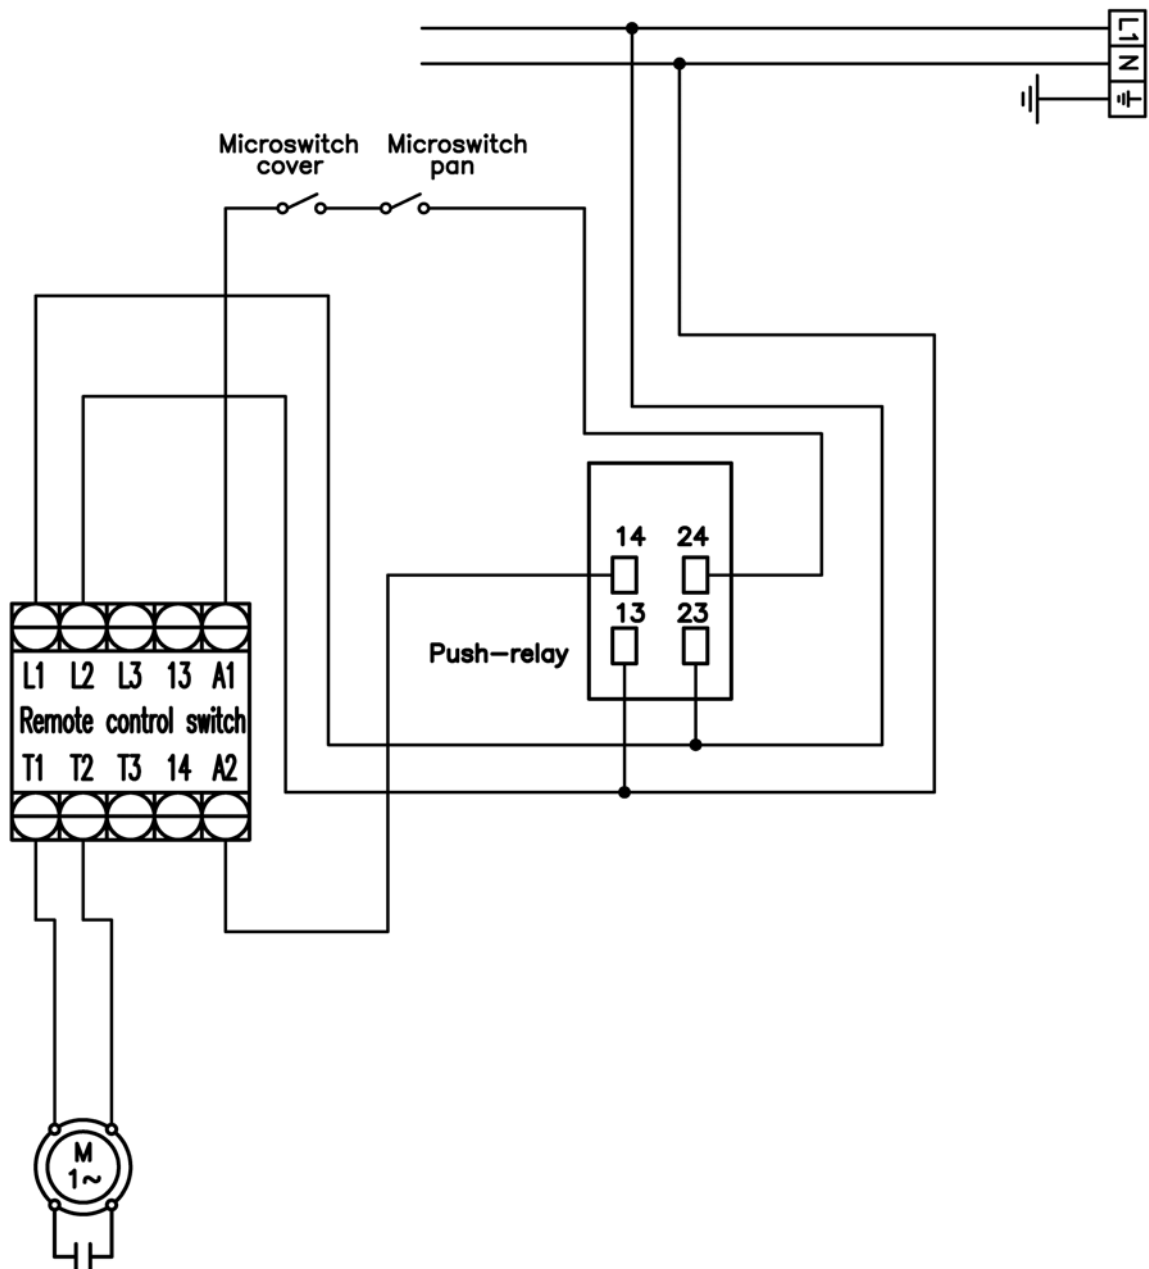 L1
N
Microswitch cover
Microswitch pan
14 24
13 23
Push-relay
L1 L2 L3 13 A1
Remote control switch
T1 T2 T3 14 A2
M
1~